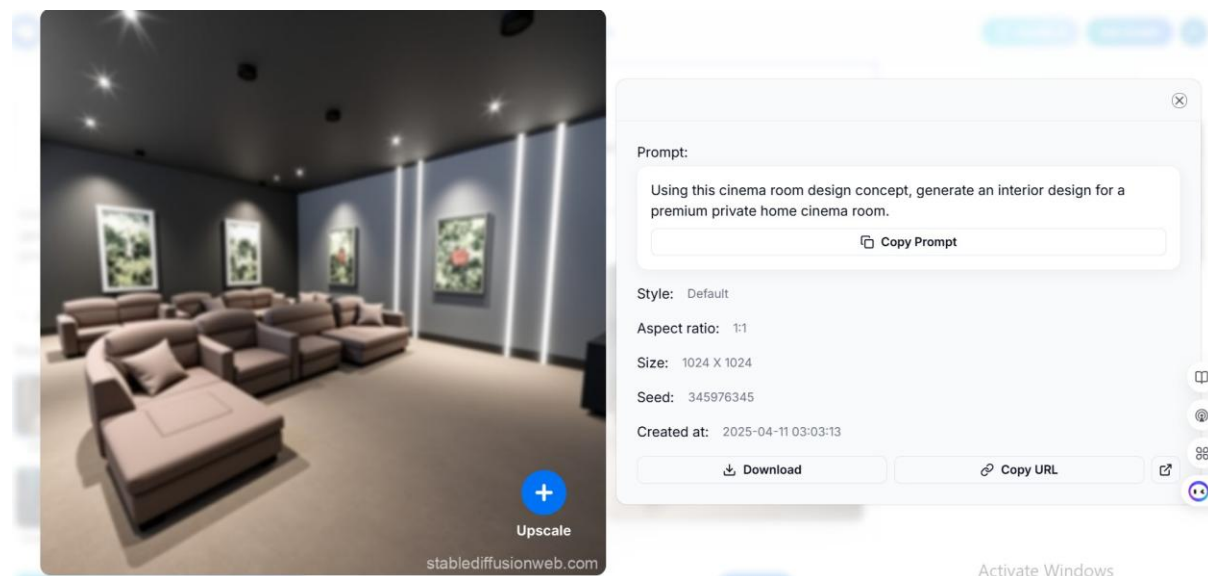 Upscale
stablediffusionweb.com
Prompt:
Using this cinema room design concept, generate an interior design for a
premium private home cinema room.
Copy Prompt
Style: Default
Aspect ratio: 1:1
Size: 1024 X 1024
Seed: 345976345
Created at: 2025-04-11 03:03:13
Download
Copy URL
Activate Windows